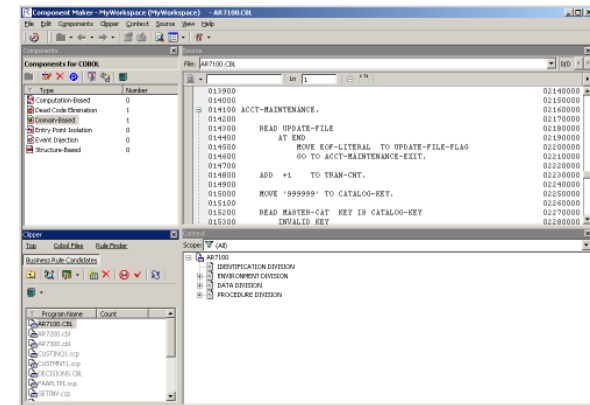 Component Maker - MyWorkspace (MyWorkspace) - AR7100.CBL
File Edit Components Clipper Context Source View Help
Components
Components for COBOL
Type Number
Computation-Based 0
Dead Code Elimination 1
Domain-Based 1
Entry Point Isolation 0
Event Injection 0
Structure-Based 0
Source
File: AR7100.CBL 0/0
Ln 1
013900 02140000
014000 02150000
014100 ACCT-MAINTENANCE. 02160000
014200 02170000
014300 READ UPDATE-FILE 02180000
014400 AT END 02190000
014500 MOVE EOF-LITERAL TO UPDATE-FILE-FLAG 02200000
014600 GO TO ACCT-MAINTENANCE-EXIT. 02210000
014700 02220000
014800 ADD +1 TO TRAN-CNT. 02230000
014900 02240000
015000 MOVE '999999' TO CATALOG-KEY. 02250000
015100 02260000
015200 READ MASTER-CAT KEY IS CATALOG-KEY 02270000
015300 INVALID KEY 02280000
Clipper
Top Cobol Files Rule Finder
Business Rule Candidates
Program Name Count
AR7100.CBL
AR7200.cbl
AR7300.cbl
CUSTINQ1.scp
CUSTMNT1.scp
DECISIONS.CBL
Context
Scope: (All)
AR7100
IDENTIFICATION DIVISION
ENVIRONMENT DIVISION
DATA DIVISION
PROCEDURE DIVISION